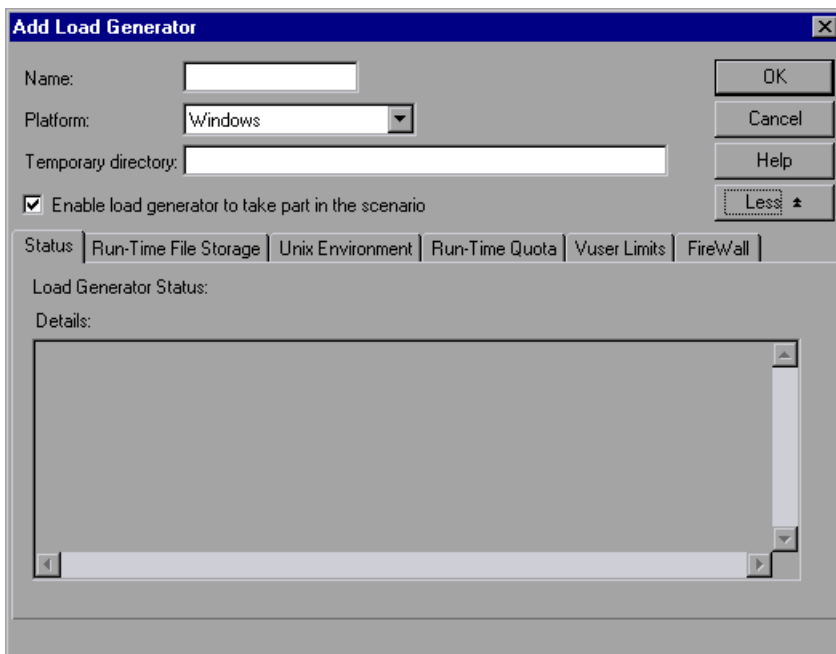 Add Load Generator
Name:
OK
Platform:
Windows
Cancel
Temporary directory:
Help
Enable load generator to take part in the scenario
Less
Status Run-Time File Storage Unix Environment Run-Time Quota Vuser Limits FireWall
Load Generator Status:
Details: